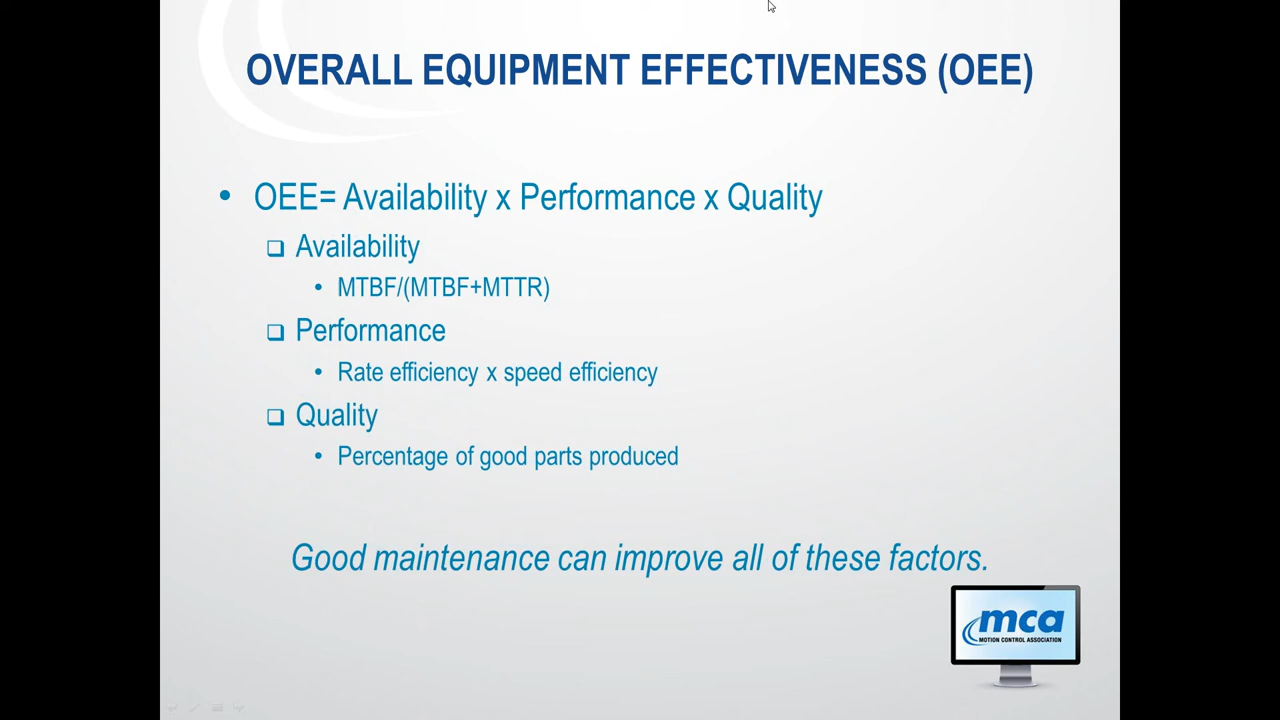 OVERALL EQUIPMENT EFFECTIVENESS (OEE)
• OEE= Availability x Performance x Quality
❑ Availability
• MTBF/(MTBF+MTTR)
❑ Performance
• Rate efficiency x speed efficiency
❑ Quality
• Percentage of good parts produced
Good maintenance can improve all of these factors.
mca
MOTION CONTROL ASSOCIATION